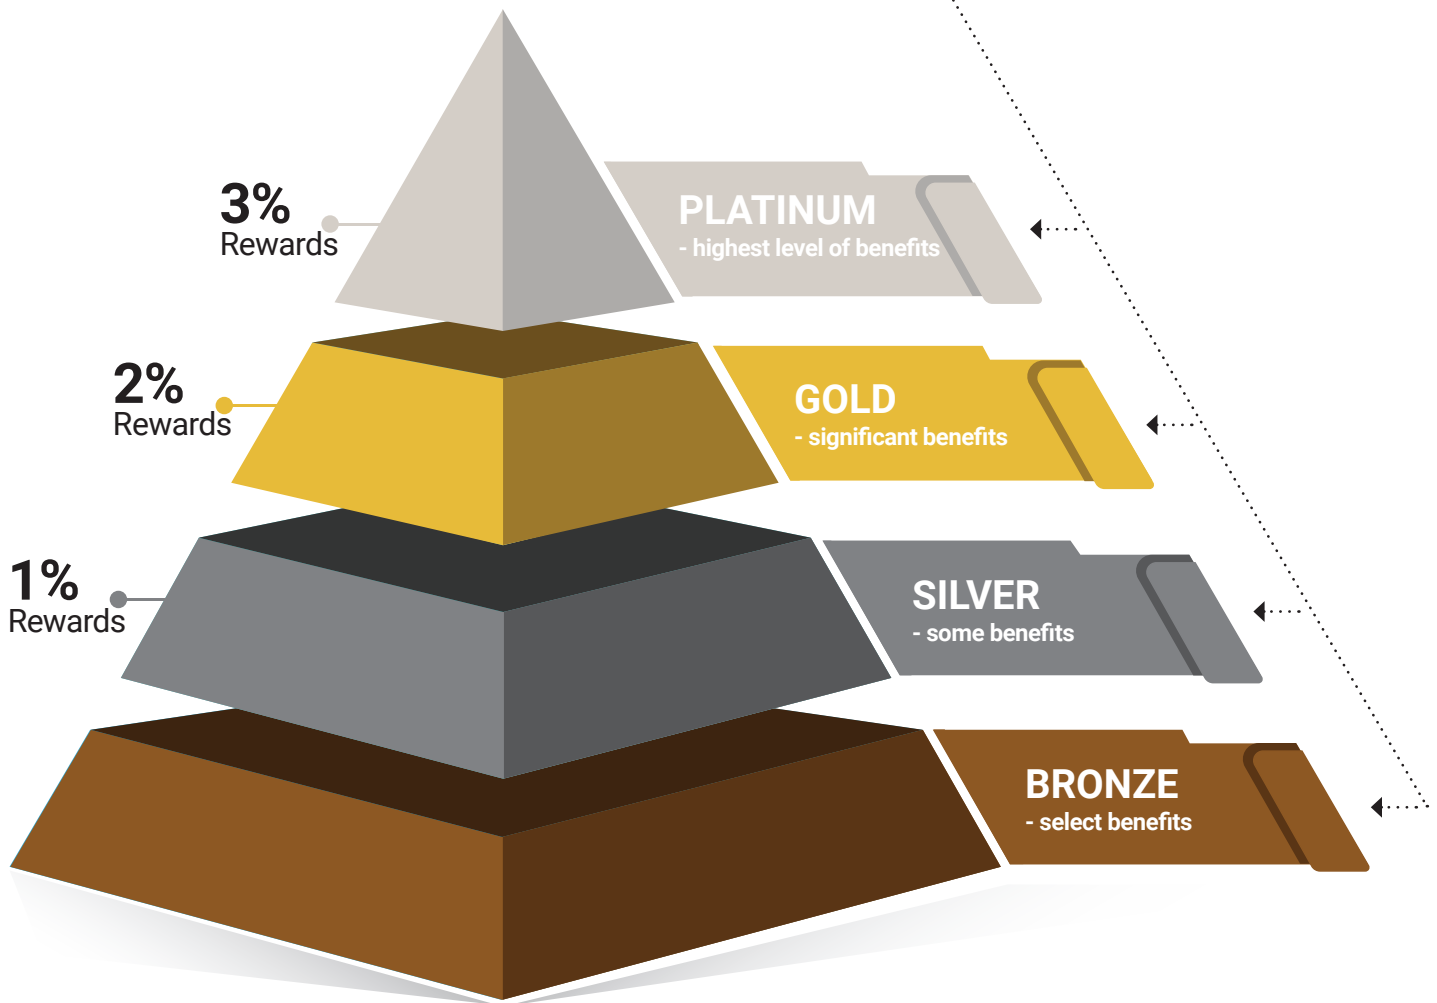 3%
Rewards
PLATINUM
- highest level of benefits
2%
Rewards
GOLD
- significant benefits
1%
Rewards
SILVER
- some benefits
BRONZE
- select benefits